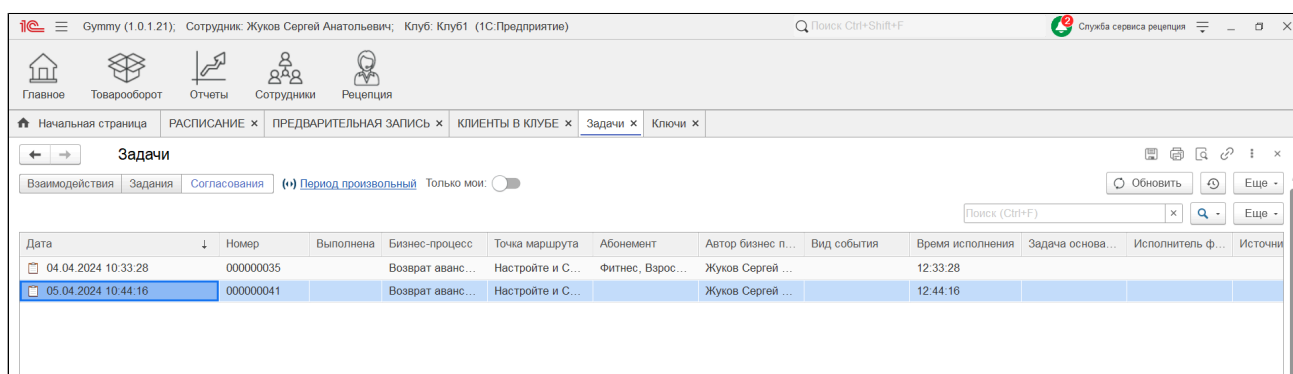 1С Gymmy (1.0.1.21); Сотрудник: Жуков Сергей Анатольевич; Клуб: Клуб1 (1С:Предприятие) Поиск Ctrl+Shift+F 2 Служба сервиса рецепция
Главное Товарооборот Отчеты Сотрудники Рецепция
Начальная страница РАСПИСАНИЕ × ПРЕДВАРИТЕЛЬНАЯ ЗАПИСЬ × КЛИЕНТЫ В КЛУБЕ × Задачи × Ключи ×
Задачи
Взаимодействия Задания Согласования Период произвольный Только мои: Обновить Еще
Поиск (Ctrl+F) × Еще
Дата ↓ Номер Выполнена Бизнес-процесс Точка маршрута Абонемент Автор бизнес п... Вид события Время исполнения Задача основа... Исполнитель ф... Источни
04.04.2024 10:33:28 000000035 Возврат аванс... Настройте и С... Фитнес, Взрос... Жуков Сергей ... 12:33:28
05.04.2024 10:44:16 000000041 Возврат аванс... Настройте и С... Жуков Сергей ... 12:44:16